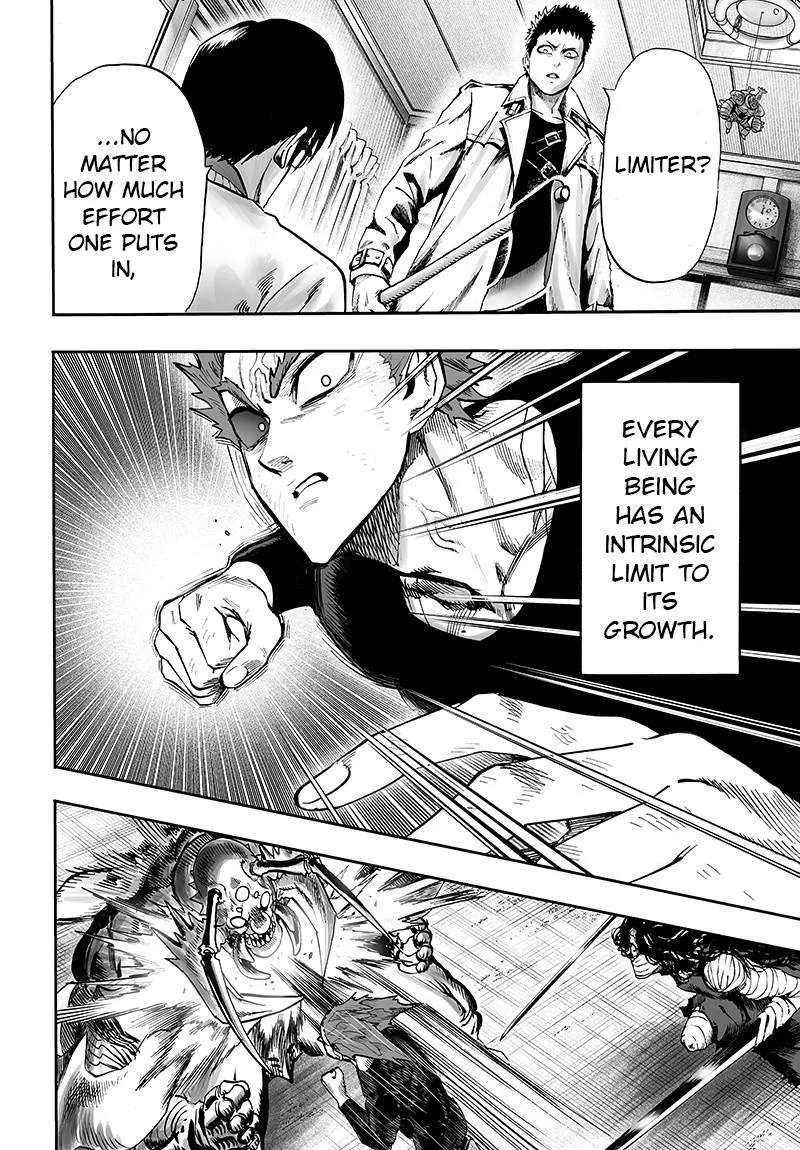 LIMITER?
...NO
MATTER
HOW MUCH
EFFORT
ONE PUTS
IN,
EVERY
LIVING
BEING
HAS AN
INTRINSIC
LIMIT TO
ITS
GROWTH.